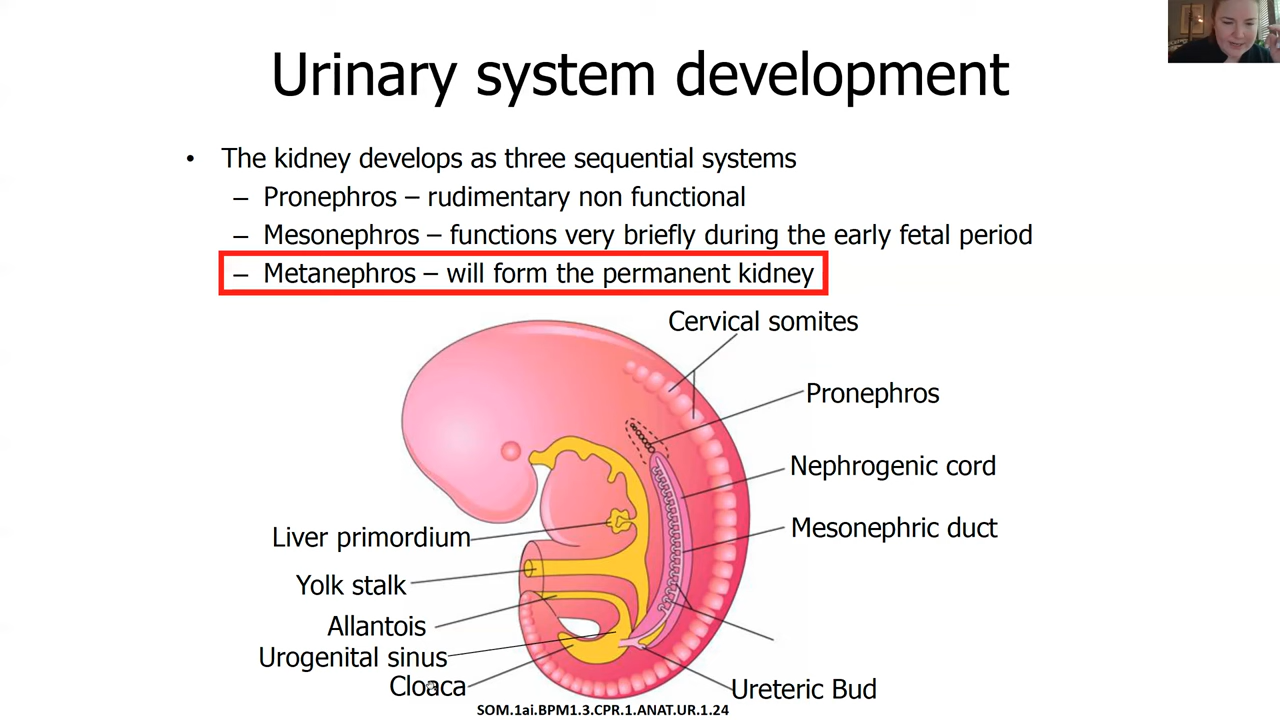 Urinary system development
• The kidney develops as three sequential systems
– Pronephros – rudimentary non functional
– Mesonephros – functions very briefly during the early fetal period
– Metanephros – will form the permanent kidney
Cervical somites
Pronephros
Nephrogenic cord
Mesonephric duct
Liver primordium
Yolk stalk
Allantois
Urogenital sinus
Cloaca
Ureteric Bud
SOM.1ai.BPM1.3.CPR.1.ANAT.UR.1.24